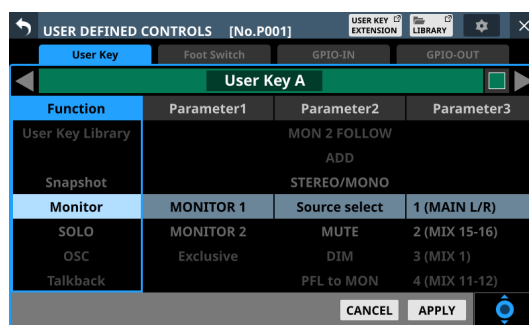 USER DEFINED CONTROLS [No.P001] USER KEY EXTENSION LIBRARY
User Key Foot Switch GPIO-IN GPIO-OUT
User Key A
Function Parameter1 Parameter2 Parameter3
User Key Library MON 2 FOLLOW
ADD
Snapshot STEREO/MONO
Monitor MONITOR 1 Source select 1 (MAIN L/R)
SOLO MONITOR 2 MUTE 2 (MIX 15-16)
OSC Exclusive DIM 3 (MIX 1)
Talkback PFL to MON 4 (MIX 11-12)
CANCEL APPLY